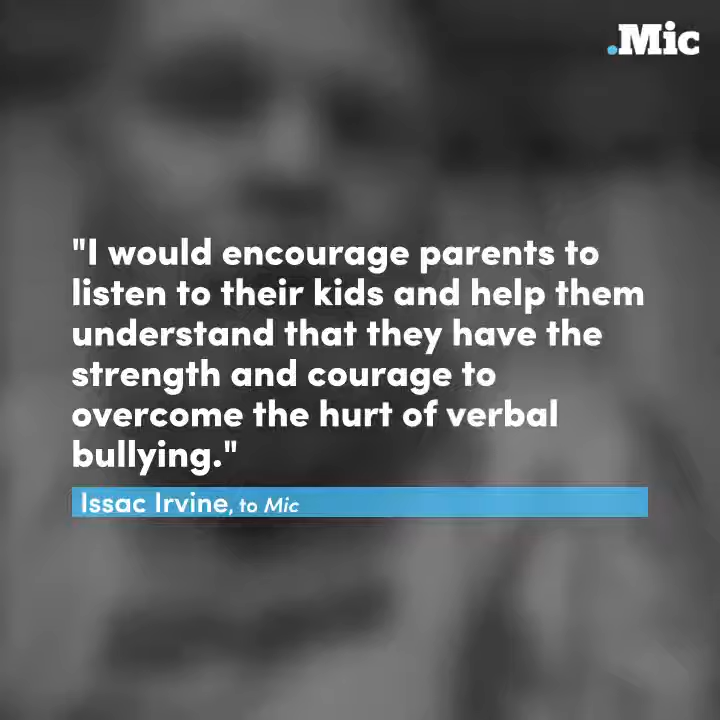 .Mic
"I would encourage parents to
listen to their kids and help them
understand that they have the
strength and courage to
overcome the hurt of verbal
bullying."
Issac Irvine, to Mic